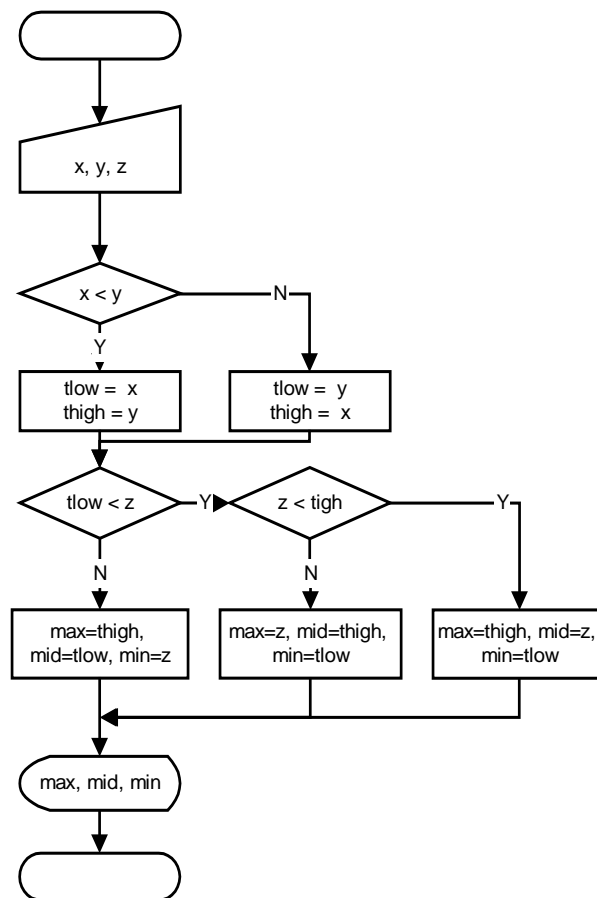 x, y, z
x < y
N
Y
tlow = x
thigh = y
tlow = y
thigh = x
tlow < z
Y
z < tigh
Y
N
N
max=thigh,
mid=tlow, min=z
max=z, mid=thigh,
min=tlow
max=thigh, mid=z,
min=tlow
max, mid, min